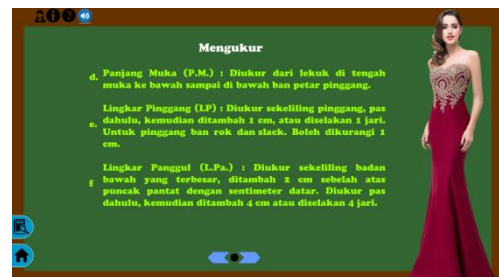 Mengukur
d. Panjang Muka (P.M.) : Diukur dari lekuk di tengah
muka ke bawah sampai di bawah ban petar pinggang.
Lingkar Pinggang (LP) : Diukur sekeliling pinggang, pas
e. dahulu, kemudian ditambah 1 cm, atau diselakan 1 jari.
Untuk pinggang ban rok dan slack. Boleh dikurangi 1
cm.
Lingkar Panggul (L.Pa.) : Diukur sekeliling badan
f bawah yang terbesar, ditambah 2 cm sebelah atas
puncak pantat dengan sentimeter datar. Diukur pas
dahulu, kemudian ditambah 4 cm atau diselakan 4 jari.